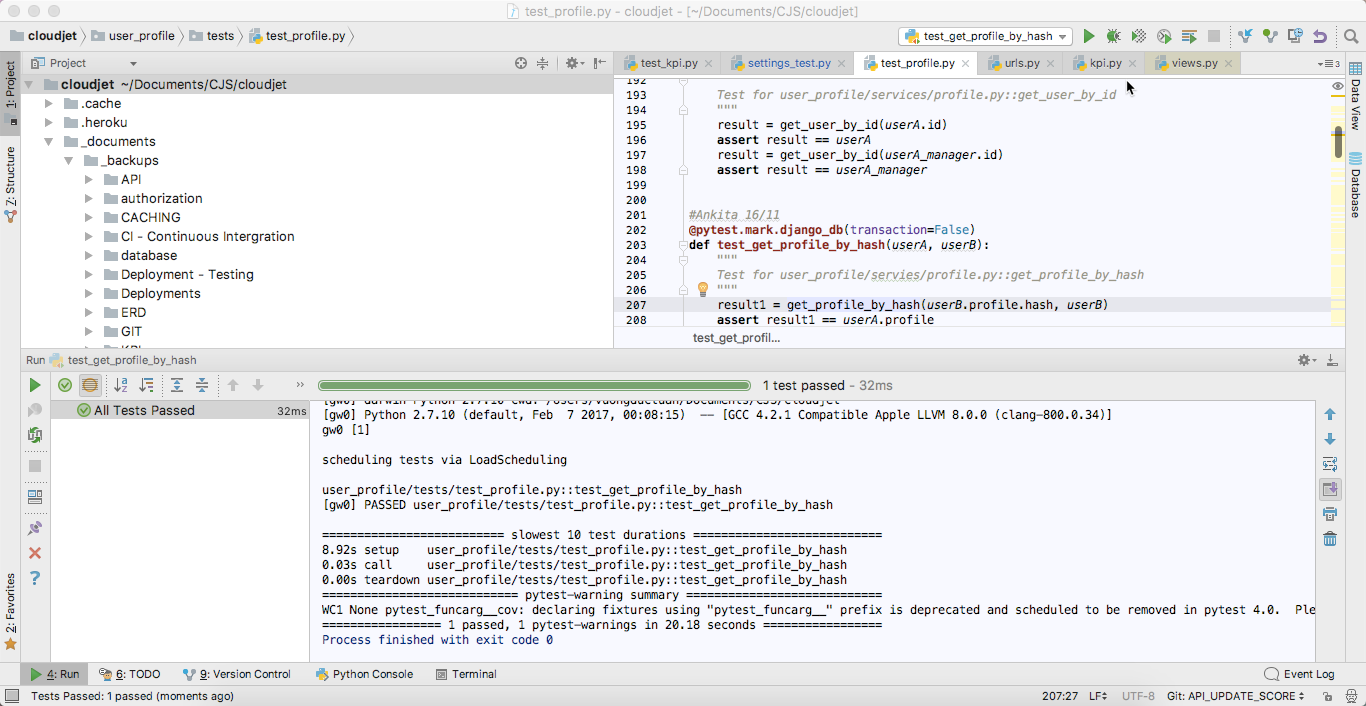 test_profile.py - cloudjet - [~/Documents/CJS/cloudjet]
cloudjet user_profile tests test_profile.py
test_get_profile_by_hash
1: Project
Z: Structure
2: Favorites
Project
cloudjet ~/Documents/CJS/cloudjet
.cache
.heroku
_documents
_backups
API
authorization
CACHING
CI - Continuous Intergration
database
Deployment - Testing
Deployments
ERD
GIT
test_kpi.py settings_test.py test_profile.py urls.py kpi.py views.py 3
192
193 Test for user_profile/services/profile.py::get_user_by_id
194 """
195 result = get_user_by_id(userA.id)
196 assert result == userA
197 result = get_user_by_id(userA_manager.id)
198 assert result == userA_manager
199
200
201 #Ankita 16/11
202 @pytest.mark.django_db(transaction=False)
203 def test_get_profile_by_hash(userA, userB):
204 """
205 Test for user_profile/servies/profile.py::get_profile_by_hash
206 """
207 result1 = get_profile_by_hash(userB.profile.hash, userB)
208 assert result1 == userA.profile
test_get_profil...
Data View
Database
Run test_get_profile_by_hash
1 test passed - 32ms
All Tests Passed 32ms
[gw0] darwin Python 2.7.10 cwd: /Users/vuongductuan/Documents/CJS/cloudjet
[gw0] Python 2.7.10 (default, Feb  7 2017, 00:08:15)  -- [GCC 4.2.1 Compatible Apple LLVM 8.0.0 (clang-800.0.34)]
gw0 [1]
scheduling tests via LoadScheduling
user_profile/tests/test_profile.py::test_get_profile_by_hash
[gw0] PASSED user_profile/tests/test_profile.py::test_get_profile_by_hash
========================== slowest 10 test durations ===========================
8.92s setup    user_profile/tests/test_profile.py::test_get_profile_by_hash
0.03s call     user_profile/tests/test_profile.py::test_get_profile_by_hash
0.00s teardown user_profile/tests/test_profile.py::test_get_profile_by_hash
============================ pytest-warning summary ============================
WC1 None pytest_funcarg__cov: declaring fixtures using "pytest_funcarg__" prefix is deprecated and scheduled to be removed in pytest 4.0.  Ple
================= 1 passed, 1 pytest-warnings in 20.18 seconds =================
Process finished with exit code 0
4: Run 6: TODO 9: Version Control Python Console Terminal Event Log
Tests Passed: 1 passed (moments ago) 207:27 LF UTF-8 Git: API_UPDATE_SCORE